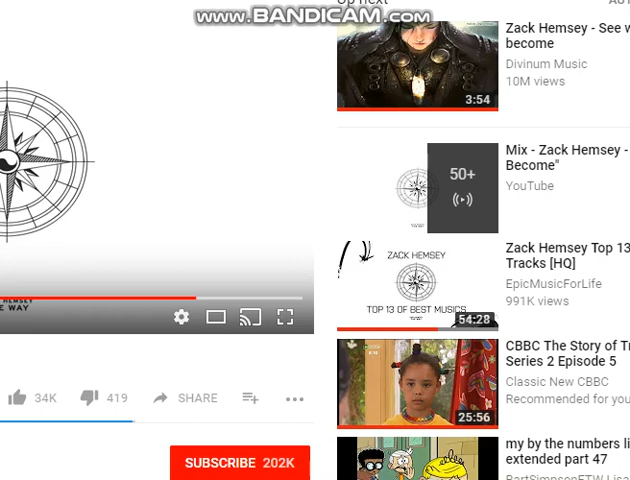 www.BANDICAM.com
Up next
Zack Hemsey - See w
become
Divinum Music
10M views
3:54
Mix - Zack Hemsey -
Become"
YouTube
50+
ZACK HEMSEY
TOP 13 OF BEST MUSICS
54:28
Zack Hemsey Top 13
Tracks [HQ]
EpicMusicForLife
991K views
HEMSEY
E WAY
CBBC The Story of Tr
Series 2 Episode 5
Classic New CBBC
Recommended for you
25:56
34K
419
SHARE
SUBSCRIBE 202K
my by the numbers li
extended part 47
PartSimpsonFTW Lisa